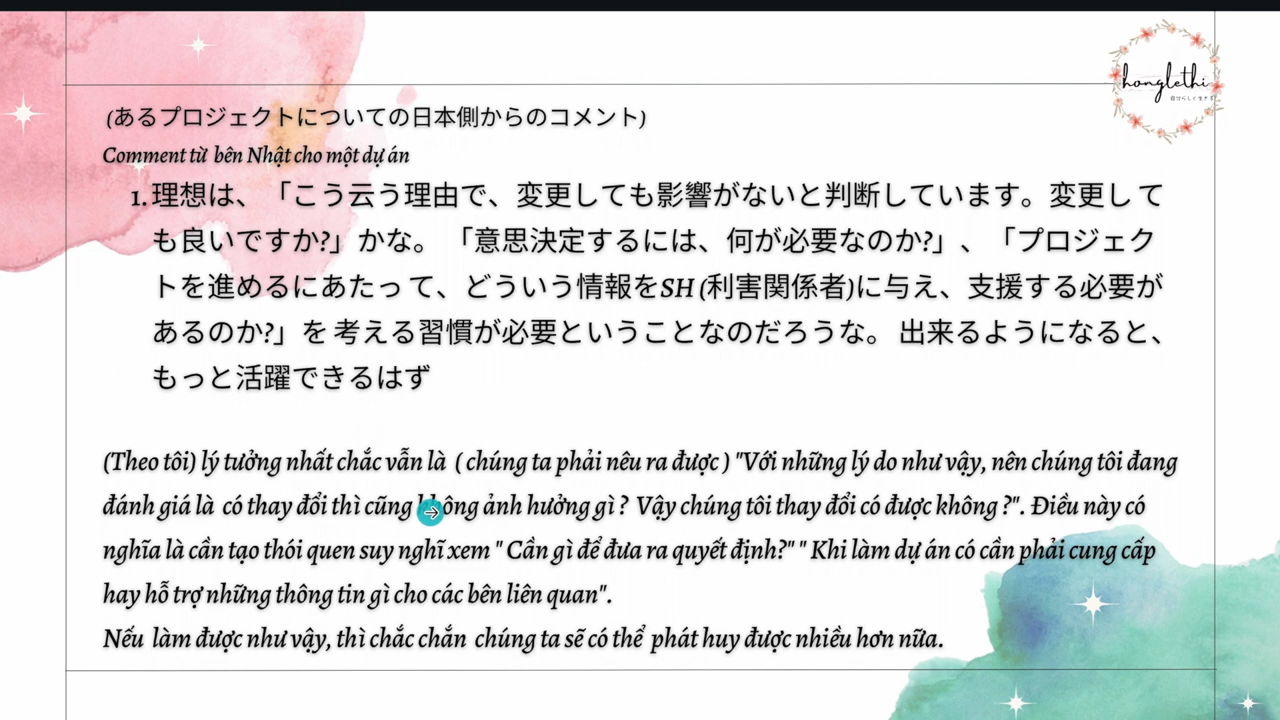 honglethi
自分らしく生きる
(あるプロジェクトについての日本側からのコメント)
Comment từ bên Nhật cho một dự án
1. 理想は、「こう云う理由で、変更しても影響がないと判断しています。変更して
も良いですか?」かな。「意思決定するには、何が必要なのか?」、「プロジェク
トを進めるにあたって、どういう情報をSH (利害関係者)に与え、支援する必要が
あるのか?」を考える習慣が必要ということなのだろうな。出来るようになると、
もっと活躍できるはず
(Theo tôi) lý tưởng nhất chắc vẫn là ( chúng ta phải nêu ra được ) "Với những lý do như vậy, nên chúng tôi đang
đánh giá là có thay đổi thì cũng không ảnh hưởng gì ? Vậy chúng tôi thay đổi có được không ?". Điều này có
nghĩa là cần tạo thói quen suy nghĩ xem " Cần gì để đưa ra quyết định?" " Khi làm dự án có cần phải cung cấp
hay hỗ trợ những thông tin gì cho các bên liên quan".
Nếu làm được như vậy, thì chắc chắn chúng ta sẽ có thể phát huy được nhiều hơn nữa.